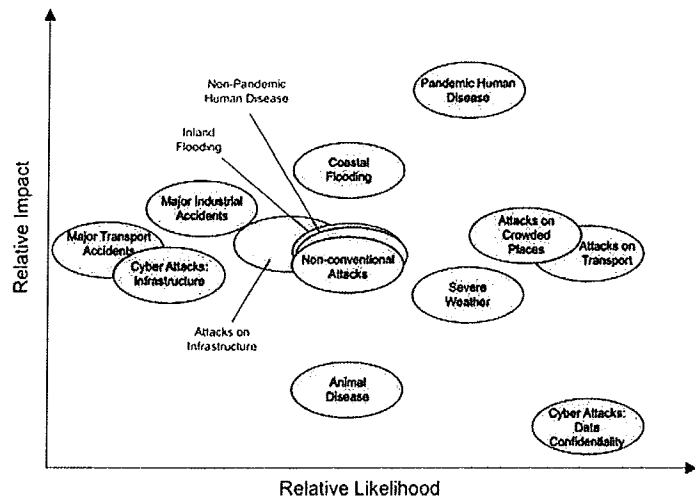 Pandemic Human
Disease
Non-Pandemic
Human Disease
Inland
Flooding
Coastal
Flooding
Major Industrial
Accidents
Major Transport
Accidents
Cyber Attacks:
Infrastructure
Non-conventional
Attacks
Attacks on
Crowded
Places
Attacks on
Transport
Severe
Weather
Attacks on
Infrastructure
Animal
Disease
Cyber Attacks:
Data
Confidentiality
Relative Impact
Relative Likelihood